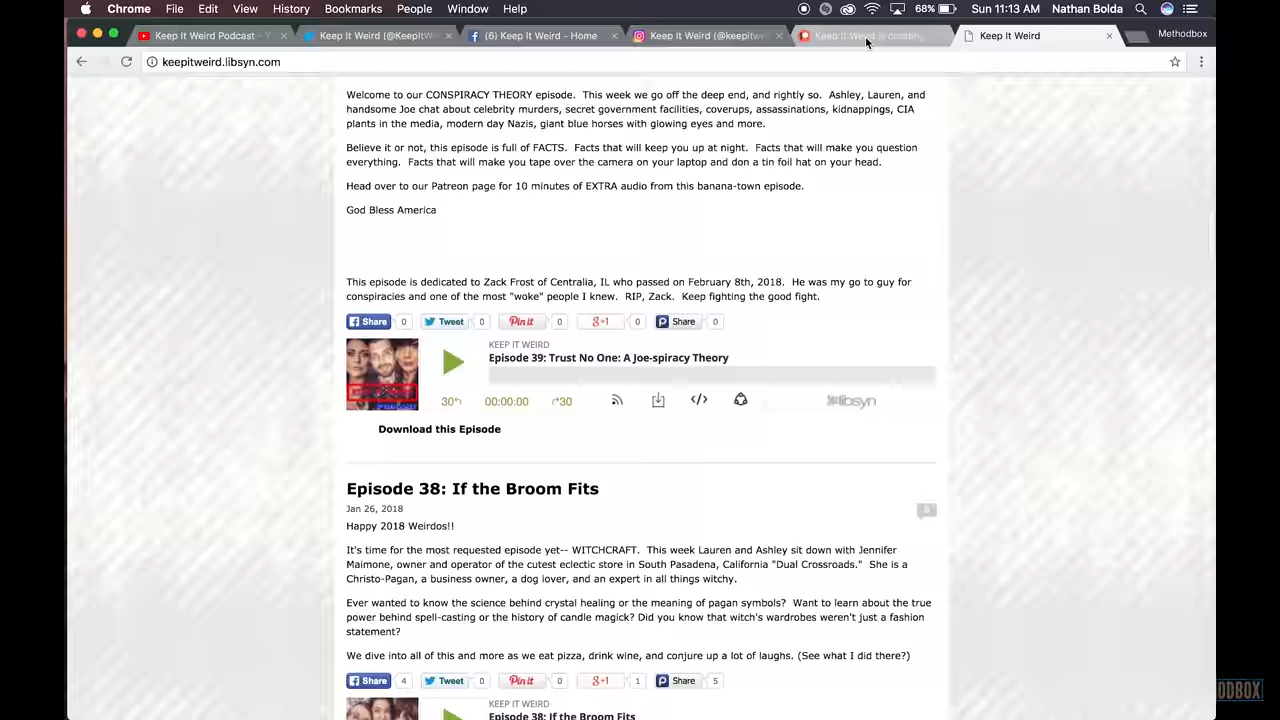 Chrome File Edit View History Bookmarks People Window Help 68% Sun 11:13 AM Nathan Bolda
Keep It Weird Podcast - Y Keep It Weird (@KeepItW (6) Keep It Weird - Home Keep It Weird (@keepitw Keep It Weird is creating Keep It Weird Methodbox
keepitweird.libsyn.com
Welcome to our CONSPIRACY THEORY episode. This week we go off the deep end, and rightly so. Ashley, Lauren, and
handsome Joe chat about celebrity murders, secret government facilities, coverups, assassinations, kidnappings, CIA
plants in the media, modern day Nazis, giant blue horses with glowing eyes and more.
Believe it or not, this episode is full of FACTS. Facts that will keep you up at night. Facts that will make you question
everything. Facts that will make you tape over the camera on your laptop and don a tin foil hat on your head.
Head over to our Patreon page for 10 minutes of EXTRA audio from this banana-town episode.
God Bless America
This episode is dedicated to Zack Frost of Centralia, IL who passed on February 8th, 2018. He was my go to guy for
conspiracies and one of the most "woke" people I knew. RIP, Zack. Keep fighting the good fight.
Share 0 Tweet 0 Pin it 0 g+1 0 Share 0
KEEP IT WEIRD
Episode 39: Trust No One: A Joe-spiracy Theory
30 00:00:00 30 </> libsyn
Download this Episode
Episode 38: If the Broom Fits
Jan 26, 2018 0
Happy 2018 Weirdos!!
It's time for the most requested episode yet-- WITCHCRAFT. This week Lauren and Ashley sit down with Jennifer
Maimone, owner and operator of the cutest eclectic store in South Pasadena, California "Dual Crossroads." She is a
Christo-Pagan, a business owner, a dog lover, and an expert in all things witchy.
Ever wanted to know the science behind crystal healing or the meaning of pagan symbols? Want to learn about the true
power behind spell-casting or the history of candle magick? Did you know that witch's wardrobes weren't just a fashion
statement?
We dive into all of this and more as we eat pizza, drink wine, and conjure up a lot of laughs. (See what I did there?)
Share 4 Tweet 0 Pin it 0 g+1 1 Share 5
KEEP IT WEIRD
Episode 38: If the Broom Fits
ODBOX